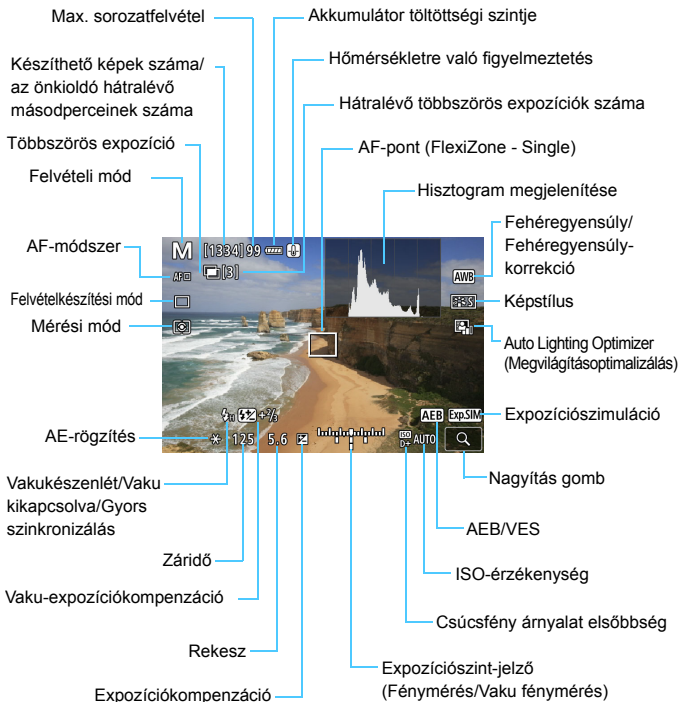 Max. sorozatfelvétel
Akkumulátor töltöttségi szintje
Készíthető képek száma/
az önkioldó hátralévő
másodperceinek száma
Hőmérsékletre való figyelmeztetés
Hátralévő többszörös expozíciók száma
Többszörös expozíció
AF-pont (FlexiZone - Single)
Felvételi mód
Hisztogram megjelenítése
Fehéregyensúly/
Fehéregyensúly-
korrekció
AF-módszer
Képstílus
Felvételkészítési mód
Mérési mód
Auto Lighting Optimizer
(Megvilágításoptimalizálás)
M [1334] 99
AF
[3]
AWB
S
H +2/3
AEB Exp.SIM
125 5.6 ISO D+ AUTO
Expozíciószimuláció
AE-rögzítés
Nagyítás gomb
Vakukészenlét/Vaku
kikapcsolva/Gyors
szinkronizálás
AEB/VES
Záridő
ISO-érzékenység
Vaku-expozíciókompenzáció
Csúcsfény árnyalat elsőbbség
Rekesz
Expozíciószint-jelző
(Fénymérés/Vaku fénymérés)
Expozíciókompenzáció